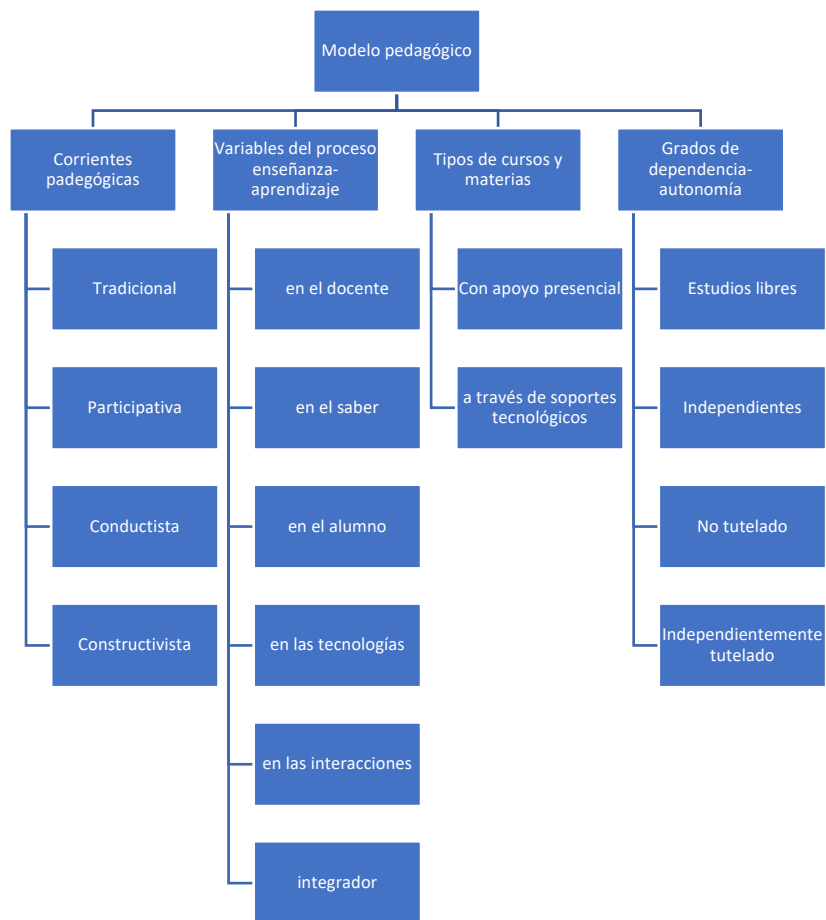 Modelo pedagógico
Corrientes
padegógicas
Variables del proceso
enseñanza-
aprendizaje
Tipos de cursos y
materias
Grados de
dependencia-
autonomía
Tradicional
Participativa
Conductista
Constructivista
en el docente
en el saber
en el alumno
en las tecnologías
en las interacciones
integrador
Con apoyo presencial
a través de soportes
tecnológicos
Estudios libres
Independientes
No tutelado
Independientemente
tutelado